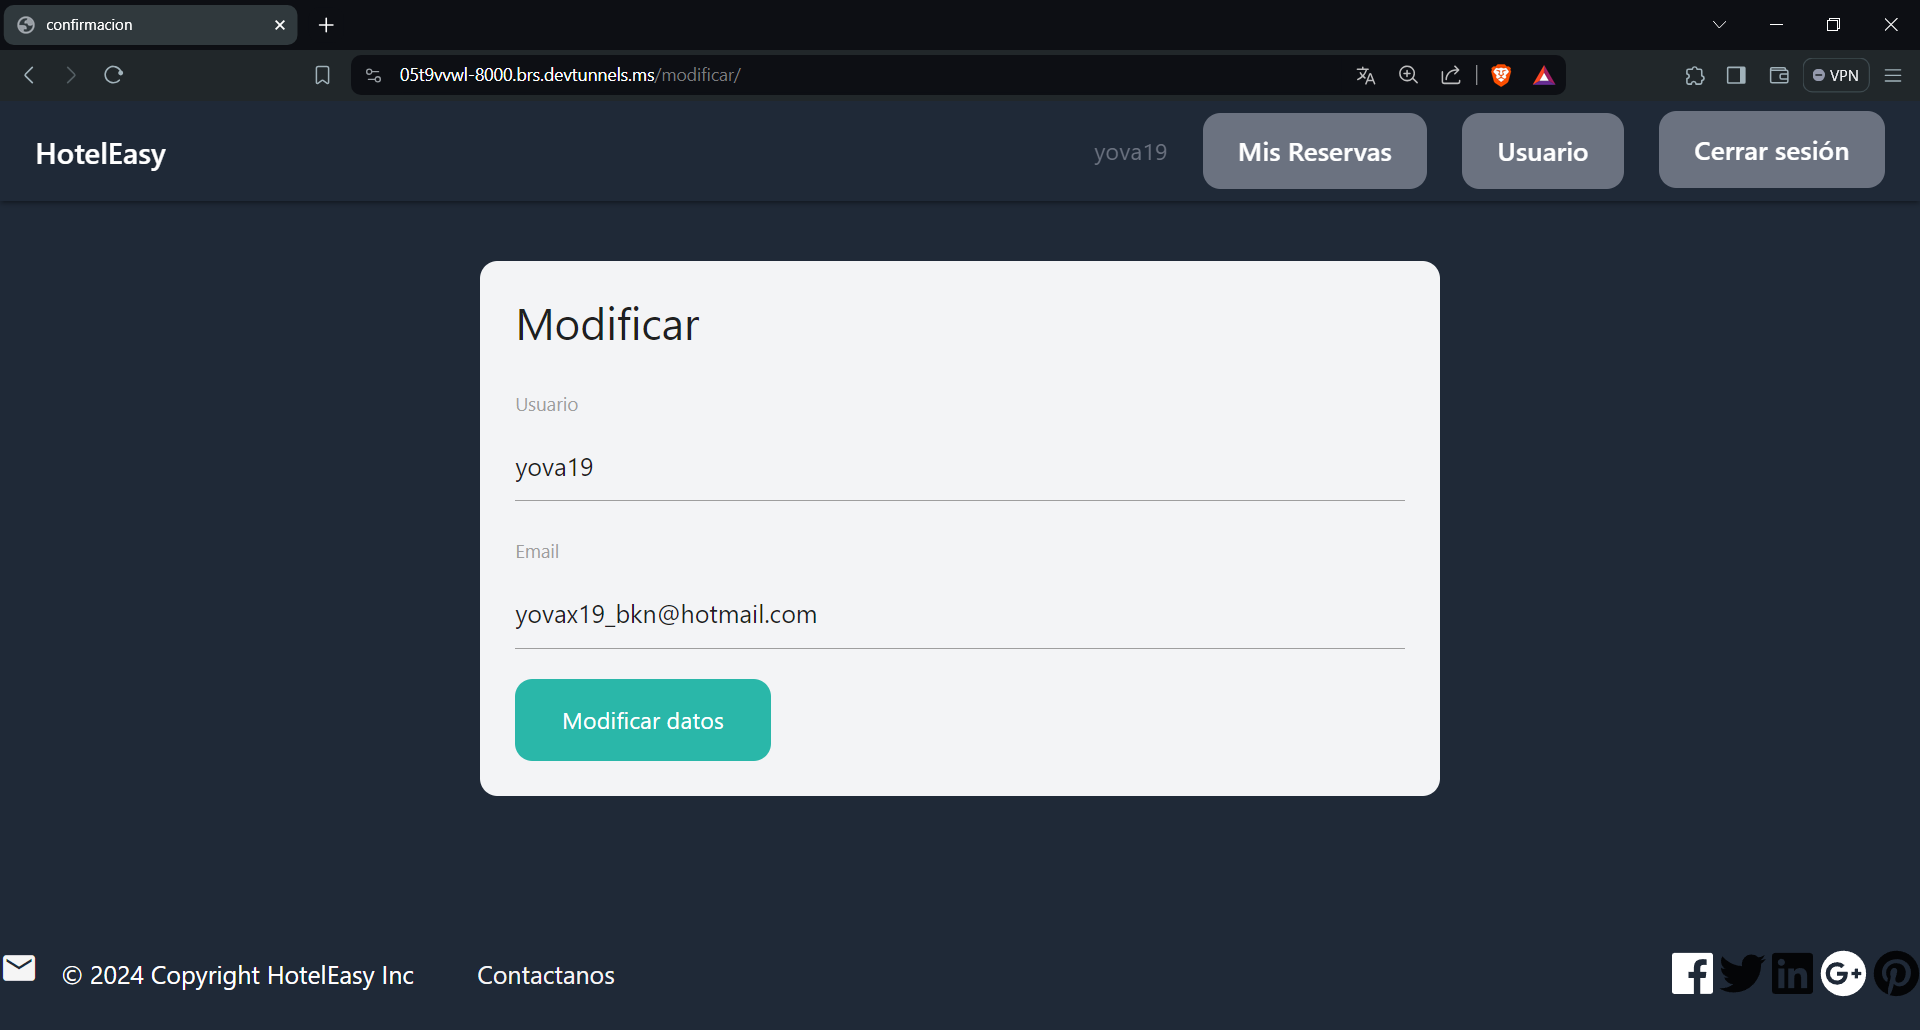 confirmacion
05t9vvwl-8000.brs.devtunnels.ms/modificar/
VPN
HotelEasy
yova19
Mis Reservas
Usuario
Cerrar sesión
Modificar
Usuario
yova19
Email
yovax19_bkn@hotmail.com
Modificar datos
© 2024 Copyright HotelEasy Inc
Contactanos